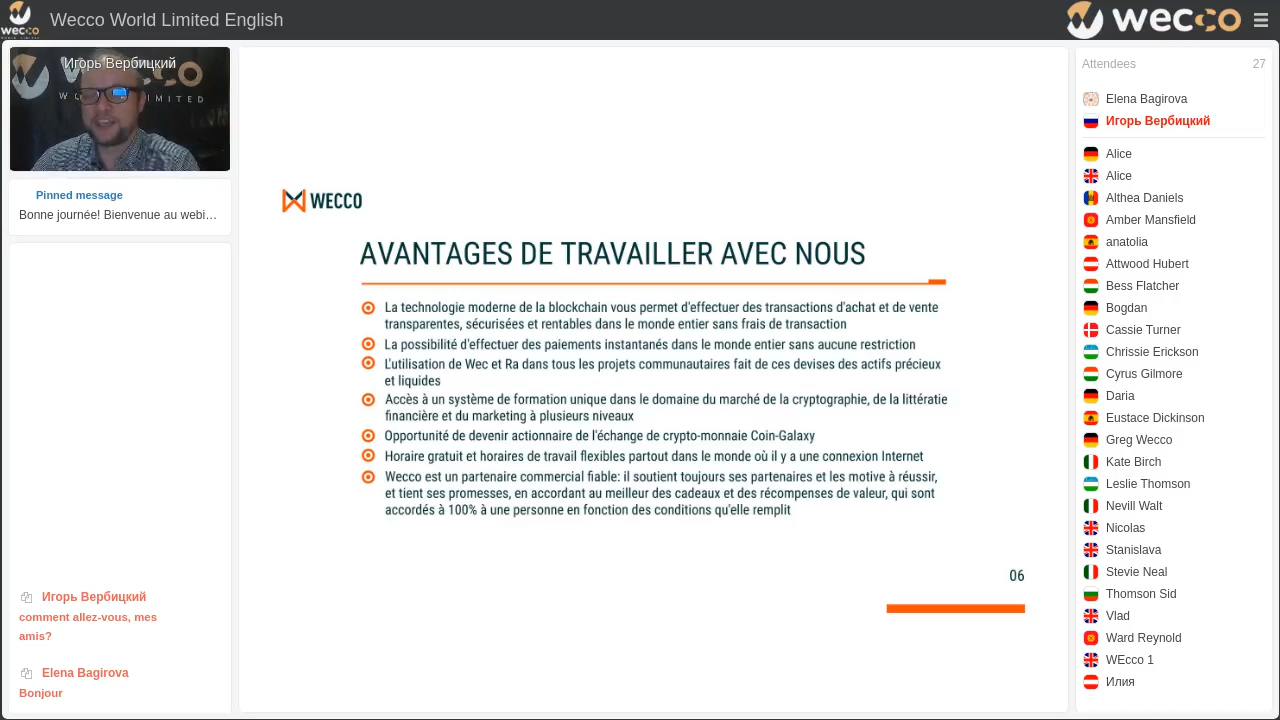 Wecco World Limited English
wecco
wecco
Игорь Вербицкий
Pinned message
Bonne journée! Bienvenue au webi…
Игорь Вербицкий
comment allez-vous, mes
amis?
Elena Bagirova
Bonjour
WECCO
AVANTAGES DE TRAVAILLER AVEC NOUS
La technologie moderne de la blockchain vous permet d'effectuer des transactions d'achat et de vente
transparentes, sécurisées et rentables dans le monde entier sans frais de transaction
La possibilité d'effectuer des paiements instantanés dans le monde entier sans aucune restriction
L'utilisation de Wec et Ra dans tous les projets communautaires fait de ces devises des actifs précieux
et liquides
Accès à un système de formation unique dans le domaine du marché de la cryptographie, de la littératie
financière et du marketing à plusieurs niveaux
Opportunité de devenir actionnaire de l'échange de crypto-monnaie Coin-Galaxy
Horaire gratuit et horaires de travail flexibles partout dans le monde où il y a une connexion Internet
Wecco est un partenaire commercial fiable: il soutient toujours ses partenaires et les motive à réussir,
et tient ses promesses, en accordant au meilleur des cadeaux et des récompenses de valeur, qui sont
accordés à 100% à une personne en fonction des conditions qu'elle remplit
06
Attendees 27
Elena Bagirova
Игорь Вербицкий
Alice
Alice
Althea Daniels
Amber Mansfield
anatolia
Attwood Hubert
Bess Flatcher
Bogdan
Cassie Turner
Chrissie Erickson
Cyrus Gilmore
Daria
Eustace Dickinson
Greg Wecco
Kate Birch
Leslie Thomson
Nevill Walt
Nicolas
Stanislava
Stevie Neal
Thomson Sid
Vlad
Ward Reynold
WEcco 1
Илия